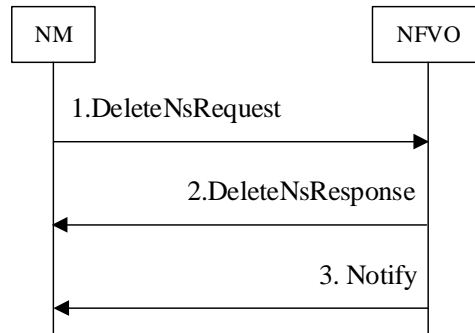 NM
NFVO
1.DeleteNsRequest
2.DeleteNsResponse
3. Notify